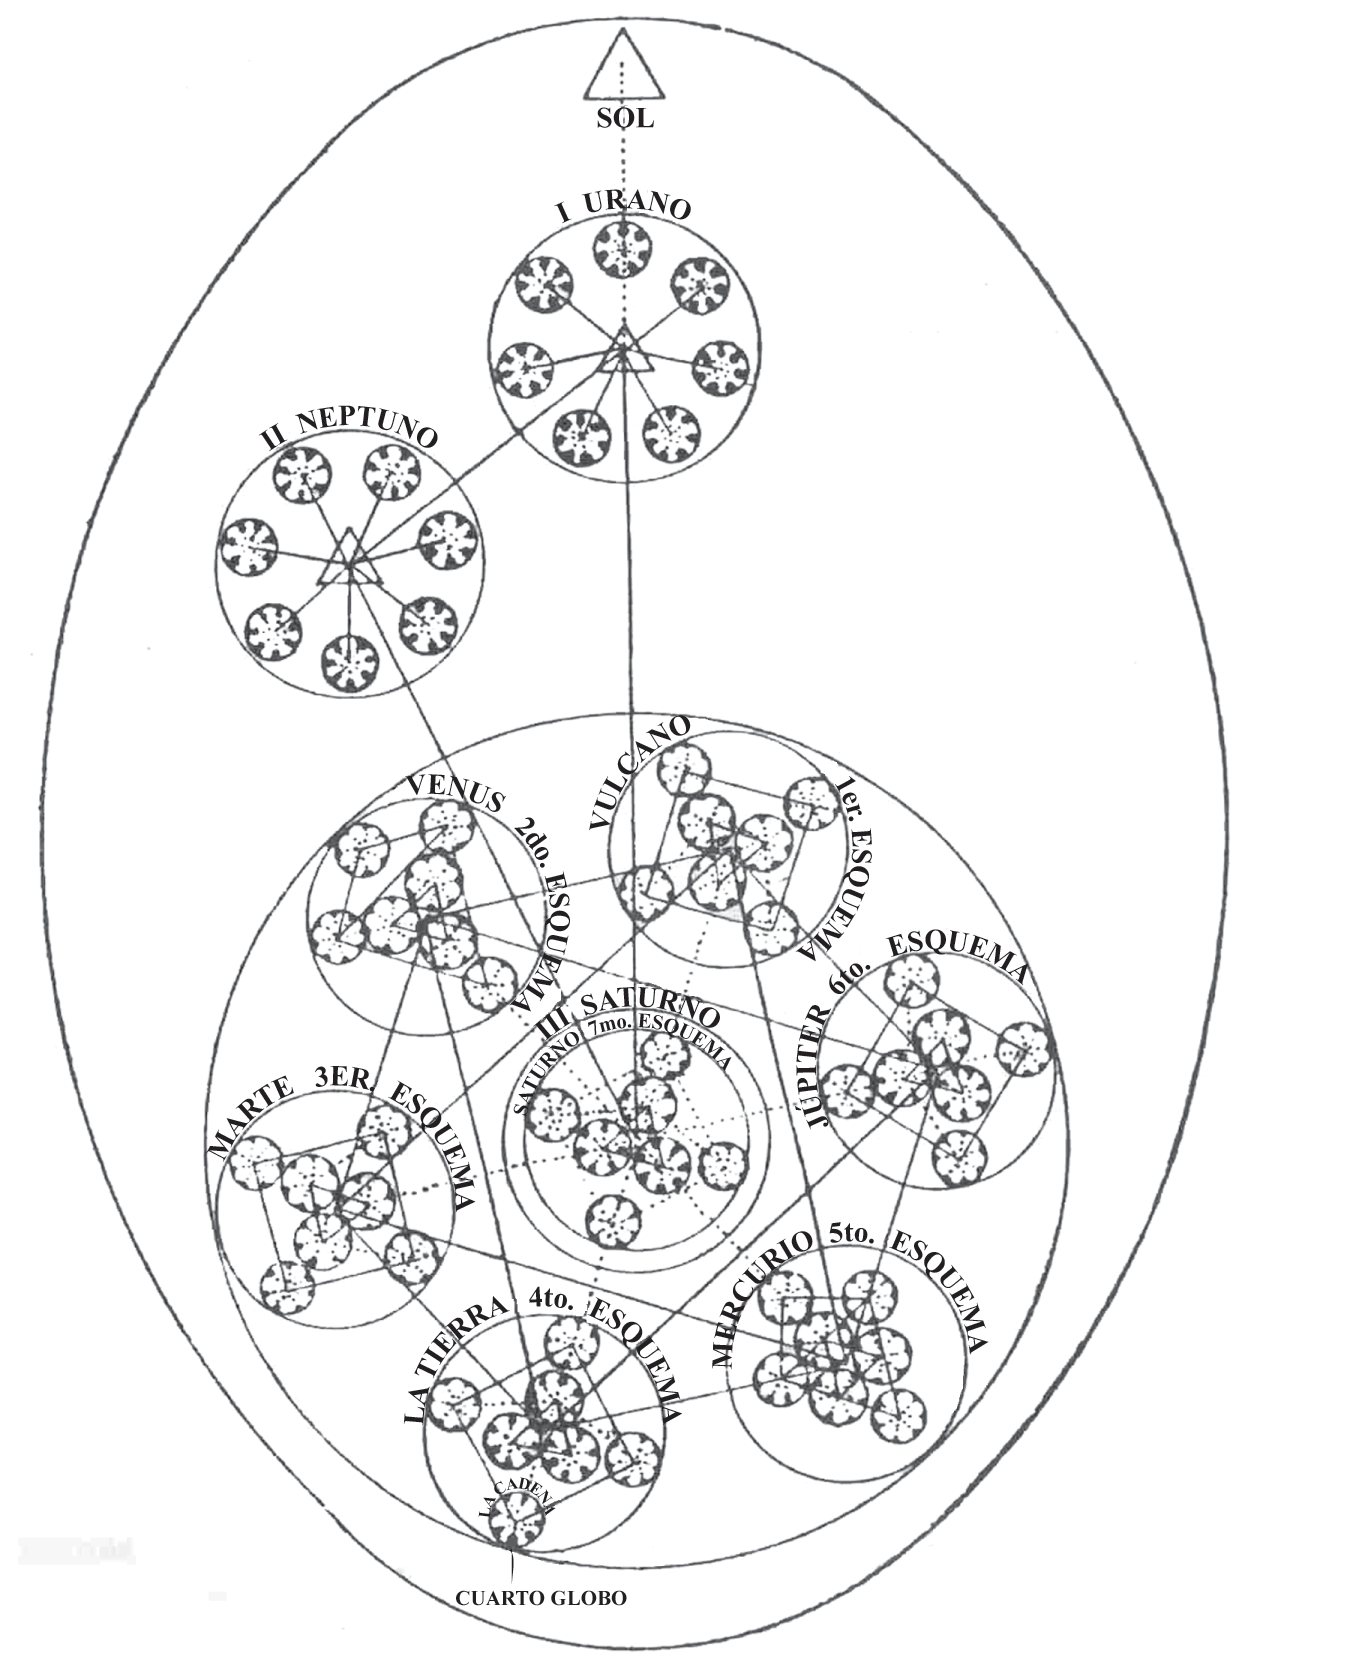 SOL
I URANO
II NEPTUNO
VULCANO
1er. ESQUEMA
VENUS 2do. ESQUEMA
JÚPITER 6to. ESQUEMA
III SATURNO
SATURNO 7mo. ESQUEMA
MARTE 3ER. ESQUEMA
MERCURIO 5to. ESQUEMA
LA TIERRA 4to. ESQUEMA
LA CADENA
CUARTO GLOBO